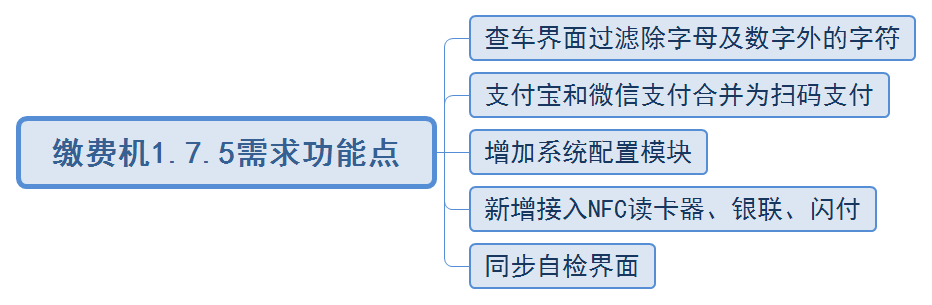 缴费机1.7.5需求功能点
查车界面过滤除字母及数字外的字符
支付宝和微信支付合并为扫码支付
增加系统配置模块
新增接入NFC读卡器、银联、闪付
同步自检界面